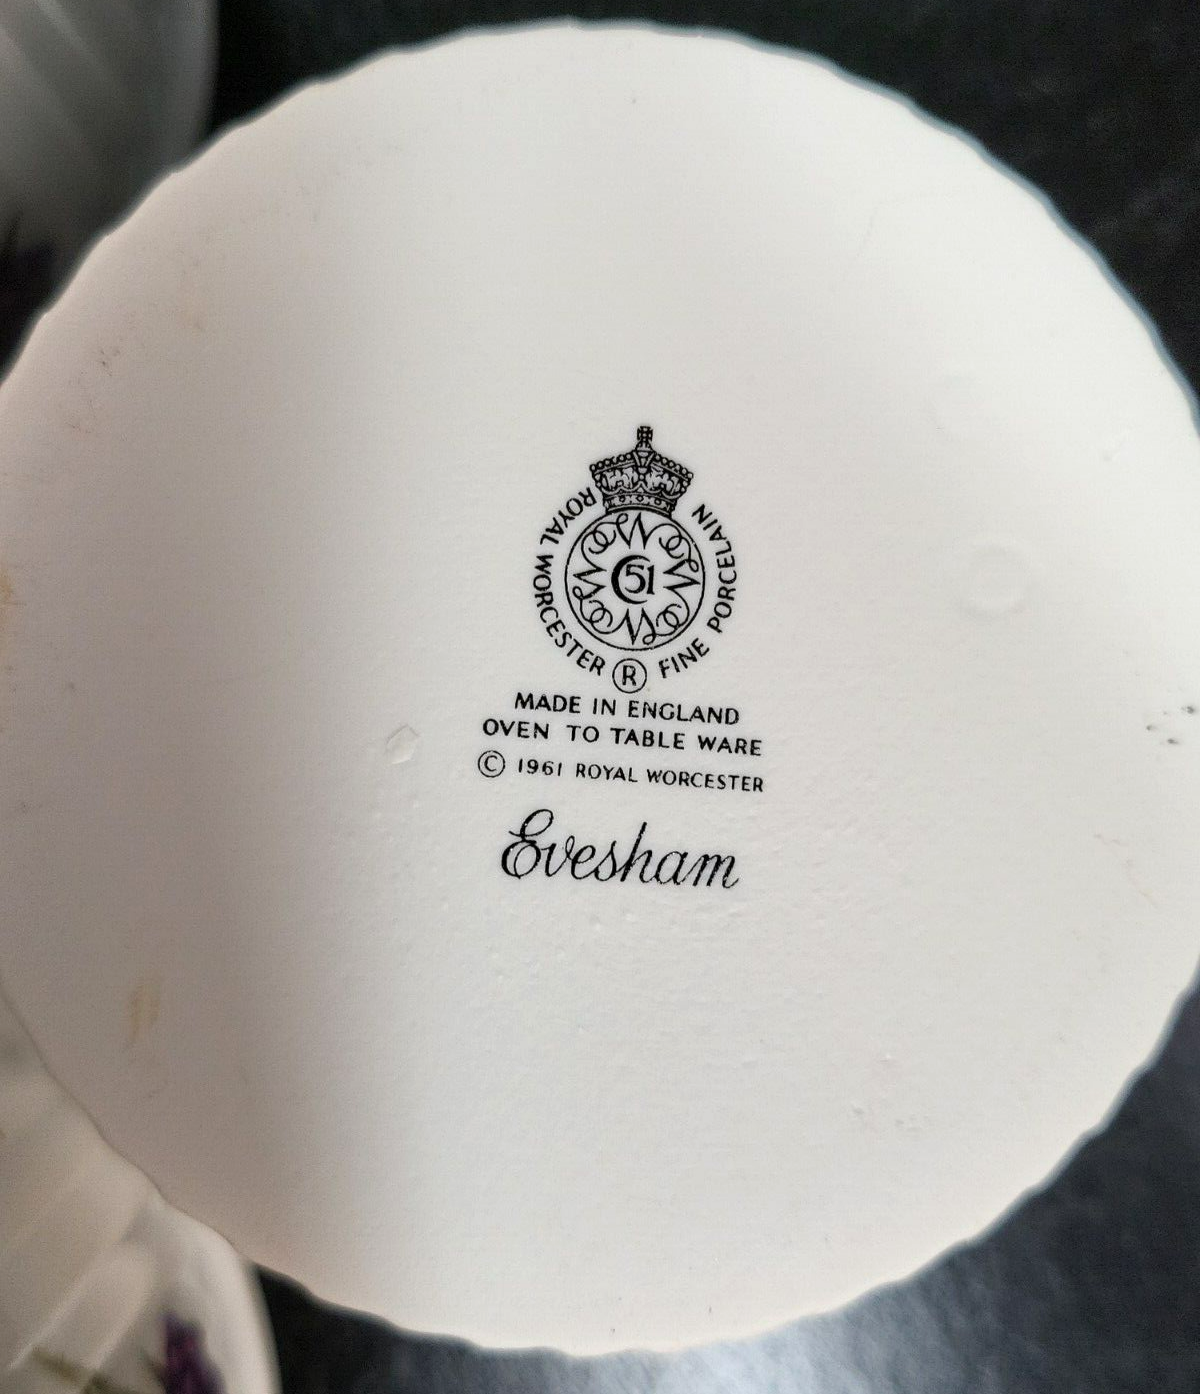 ROYAL WORCESTER FINE PORCELAIN
C 51
®
MADE IN ENGLAND
OVEN TO TABLE WARE
© 1961 ROYAL WORCESTER
Evesham